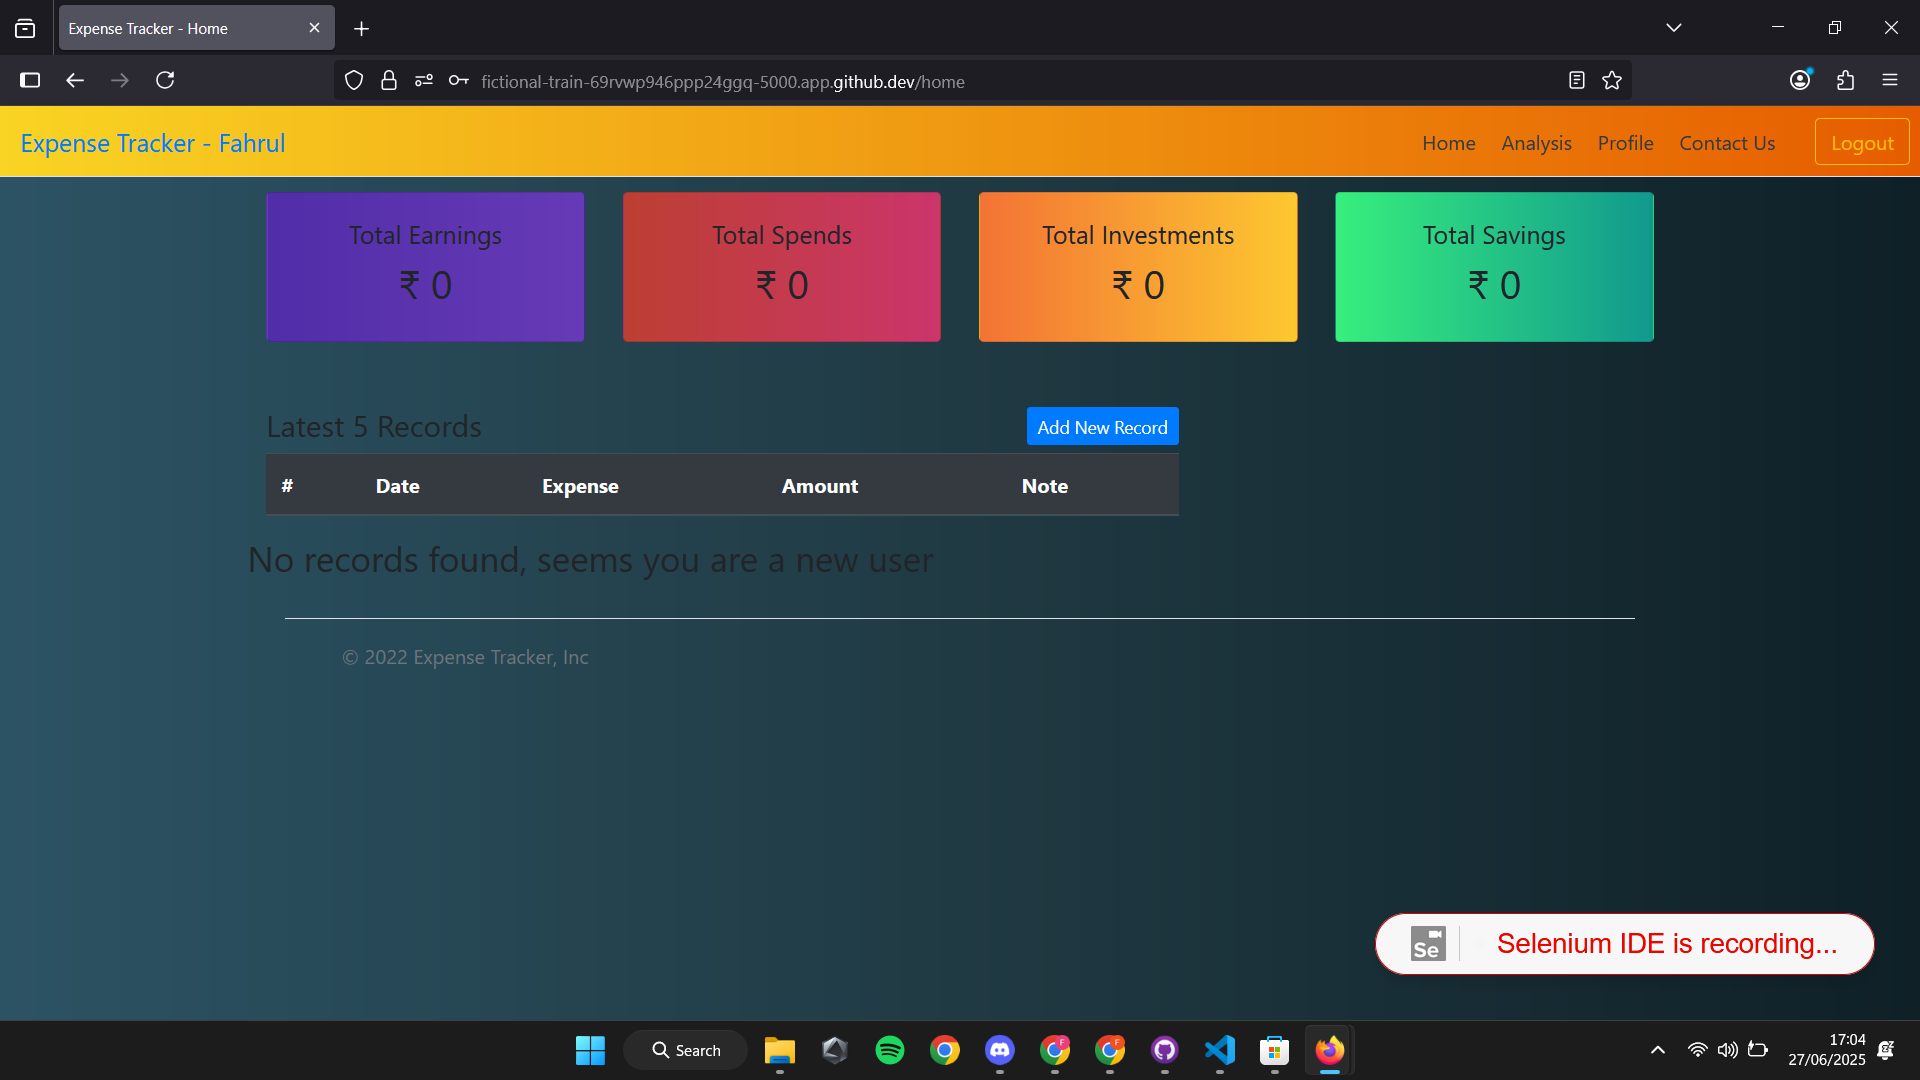 Expense Tracker - Home
fictional-train-69rvwp946ppp24ggq-5000.app.github.dev/home
Expense Tracker - Fahrul
Home Analysis Profile Contact Us Logout
Total Earnings
₹ 0
Total Spends
₹ 0
Total Investments
₹ 0
Total Savings
₹ 0
Latest 5 Records
Add New Record
# Date Expense Amount Note
No records found, seems you are a new user
© 2022 Expense Tracker, Inc
Se
Selenium IDE is recording...
Search
F
F
17:04
27/06/2025